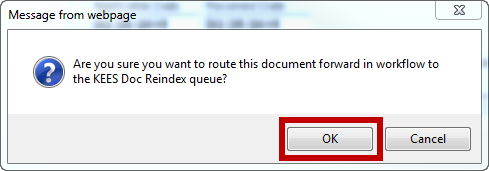 Message from webpage
Are you sure you want to route this document forward in workflow to
the KEES Doc Reindex queue?
OK
Cancel